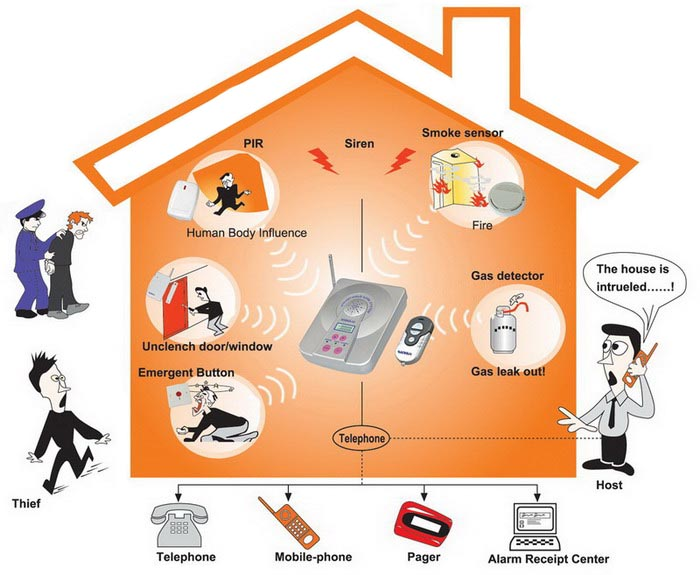 Smoke sensor
PIR
Siren
Fire
Human Body Influence
Gas detector
The house is
intrueled......!
Unclench door/window
Gas leak out!
Emergent Button
Telephone
Thief
Host
Telephone
Mobile-phone
Pager
Alarm Receipt Center